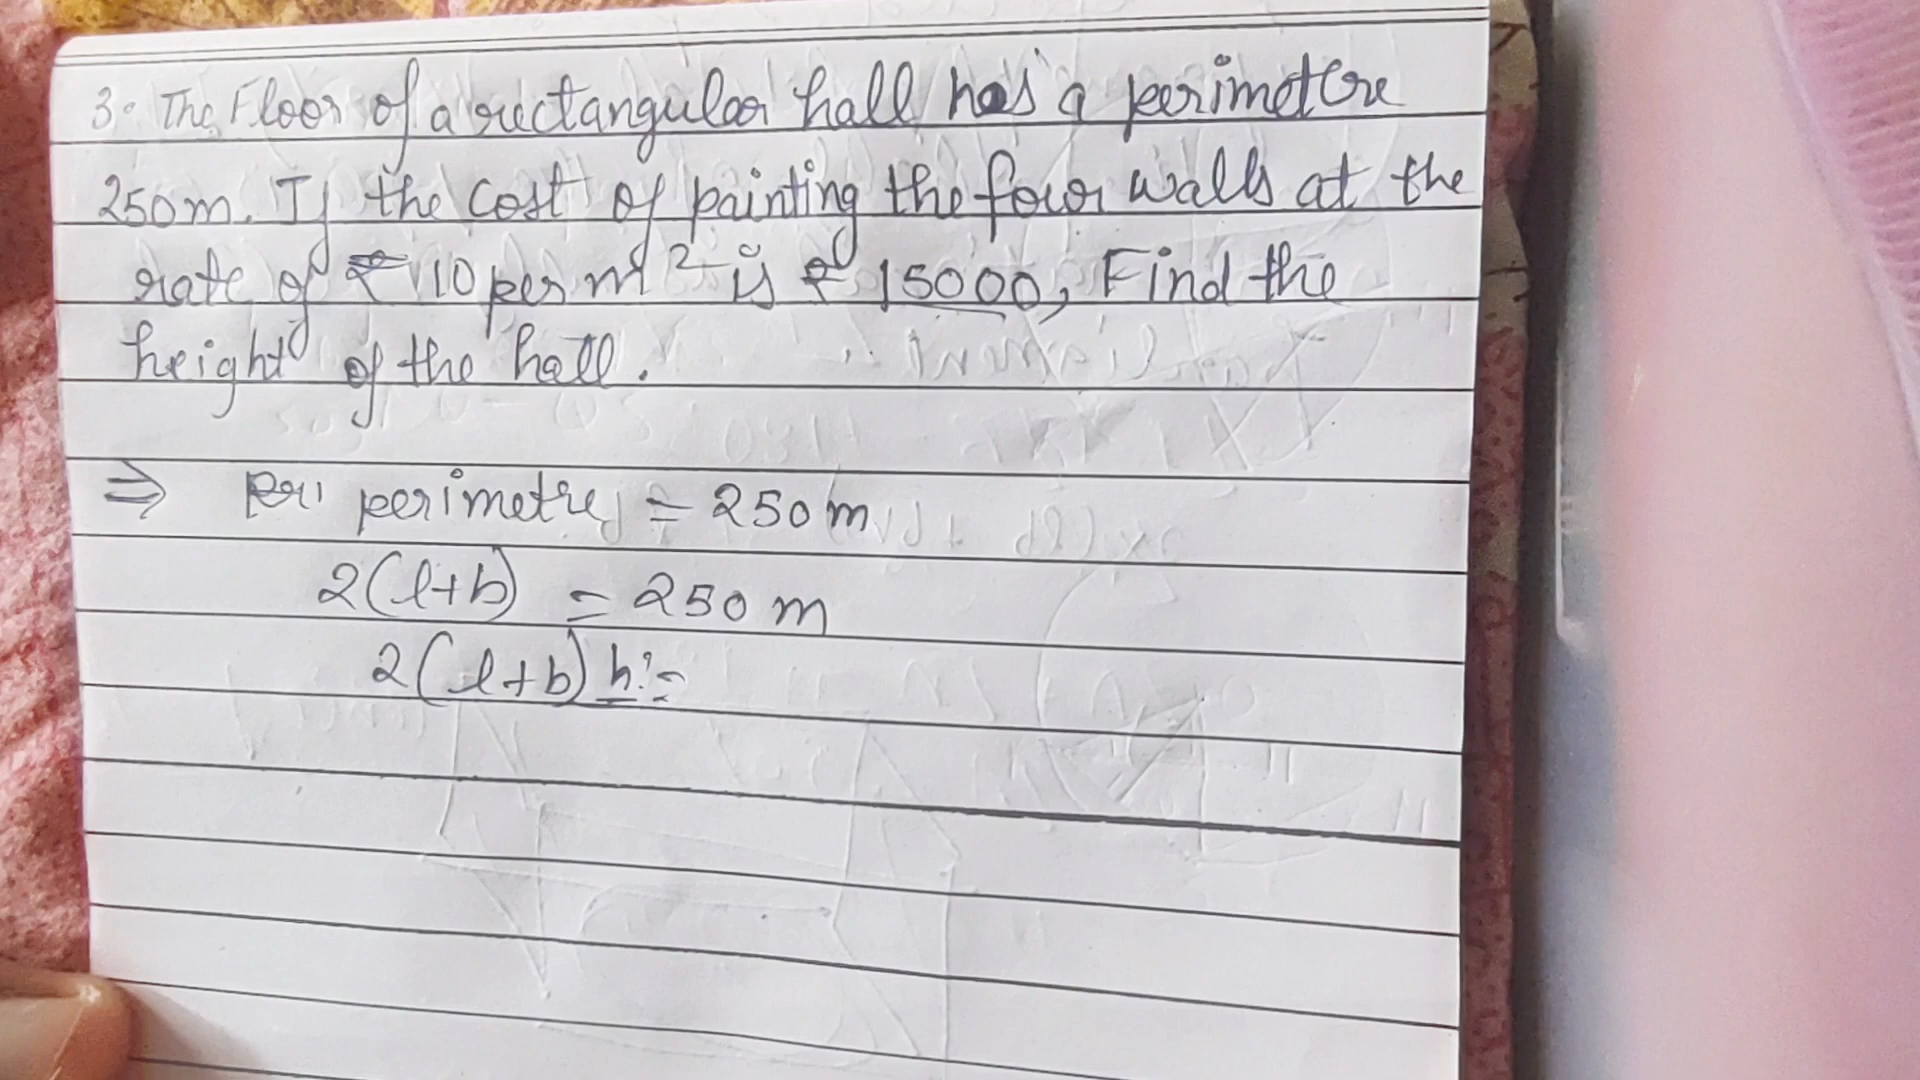 3. The Floor of a rectangular hall has a perimetre
250m. If the cost of painting the four walls at the
rate of ₹ 10 per m² is ₹ 15000, Find the
height of the hall.
⇒ perimetre = 250m
2(l+b) = 250 m
2(l+b) h =